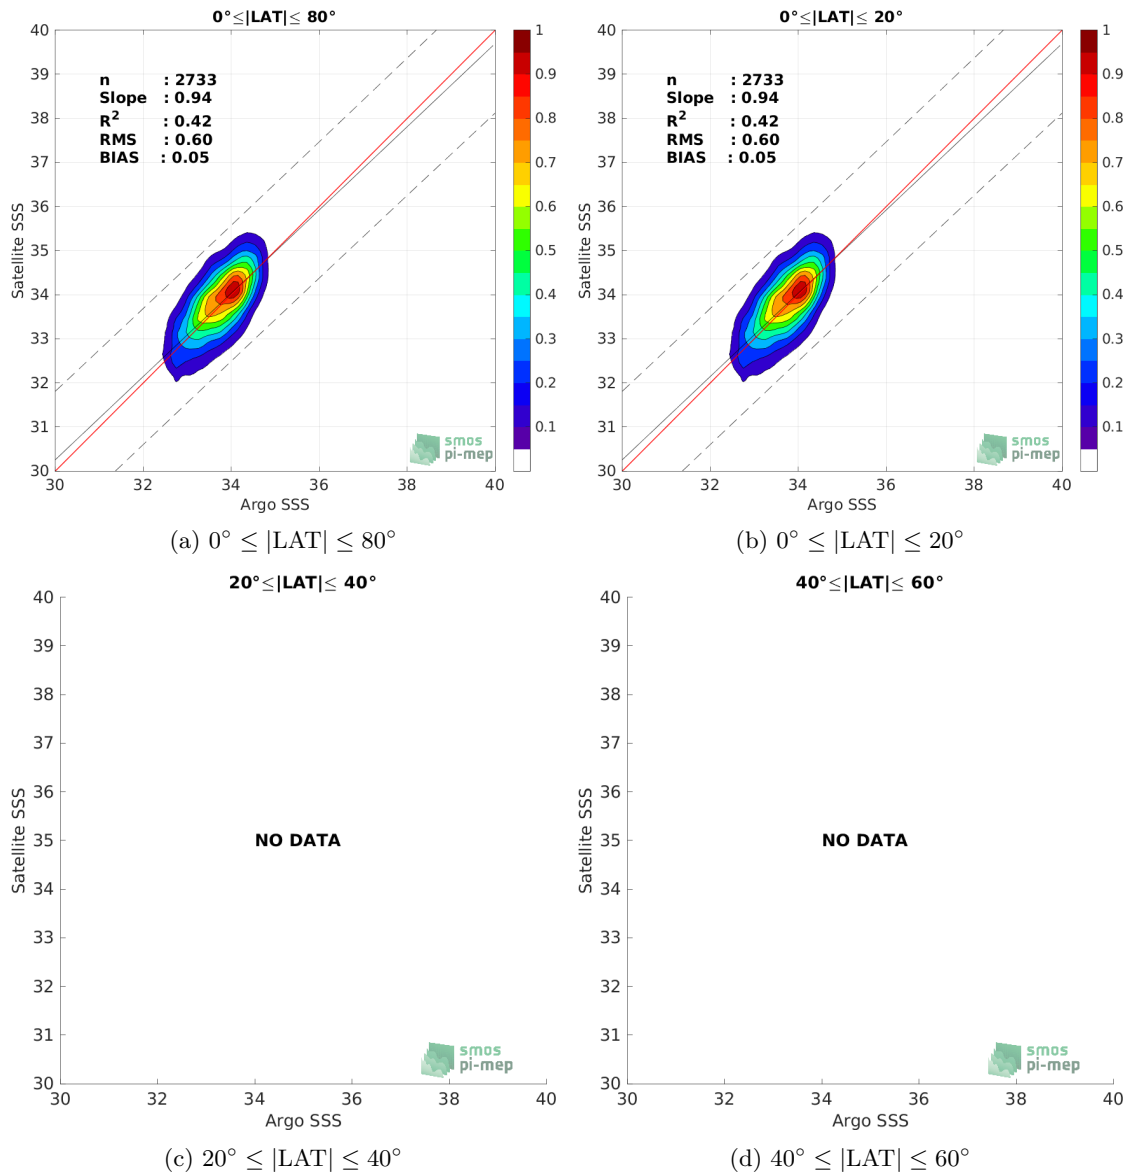 0°≤|LAT|≤ 80°
40
39
38
37
36
35
34
33
32
31
30
Satellite SSS
n : 2733
Slope : 0.94
R² : 0.42
RMS : 0.60
BIAS : 0.05
1
0.9
0.8
0.7
0.6
0.5
0.4
0.3
0.2
0.1
smos
pi-mep
30 32 34 36 38 40
Argo SSS
(a) 0° ≤ |LAT| ≤ 80°
0°≤|LAT|≤ 20°
40
39
38
37
36
35
34
33
32
31
30
Satellite SSS
n : 2733
Slope : 0.94
R² : 0.42
RMS : 0.60
BIAS : 0.05
1
0.9
0.8
0.7
0.6
0.5
0.4
0.3
0.2
0.1
smos
pi-mep
30 32 34 36 38 40
Argo SSS
(b) 0° ≤ |LAT| ≤ 20°
20°≤|LAT|≤ 40°
40
39
38
37
36
35
34
33
32
31
30
Satellite SSS
NO DATA
smos
pi-mep
30 32 34 36 38 40
Argo SSS
(c) 20° ≤ |LAT| ≤ 40°
40°≤|LAT|≤ 60°
40
39
38
37
36
35
34
33
32
31
30
Satellite SSS
NO DATA
smos
pi-mep
30 32 34 36 38 40
Argo SSS
(d) 40° ≤ |LAT| ≤ 60°